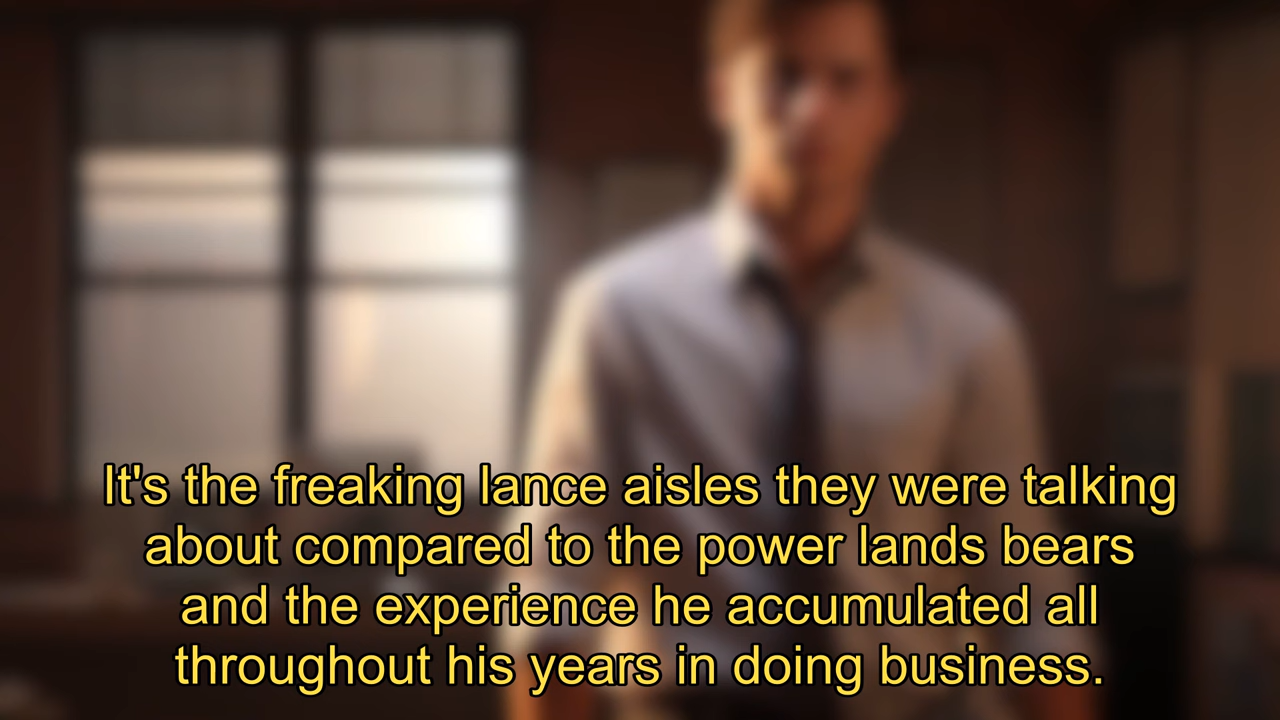 It's the freaking lance aisles they were talking
about compared to the power lands bears
and the experience he accumulated all
throughout his years in doing business.